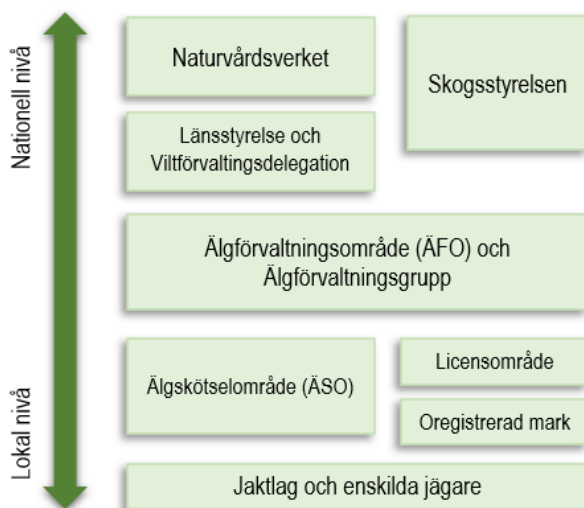 Nationell nivå
Lokal nivå
Naturvårdsverket
Skogsstyrelsen
Länsstyrelse och
Viltförvaltingsdelegation
Älgförvaltningsområde (ÄFO) och
Älgförvaltningsgrupp
Älgskötselområde (ÄSO)
Licensområde
Oregistrerad mark
Jaktlag och enskilda jägare